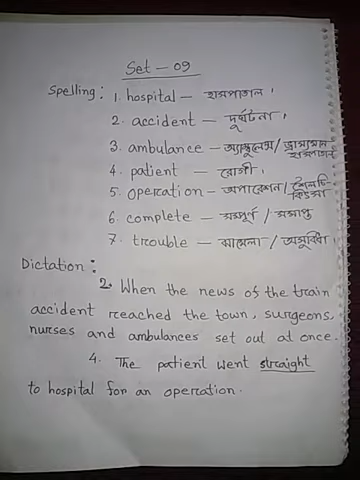 Set - 09
Spelling: 1. hospital — হাসপাতাল।
2. accident — দুর্ঘটনা।
3. ambulance — অ্যাম্বুলেন্স / ভ্রাম্যমান হাসপাতাল
4. patient — রোগী।
5. operation — অপারেশন / শৈল্যচিকিৎসা
6. complete — সম্পূর্ণ / সমাপ্ত
7. trouble — ঝামেলা / অসুবিধা।
Dictation:
2. When the news of the train
accident reached the town, surgeons,
nurses and ambulances set out at once.
4. The patient went straight
to hospital for an operation.